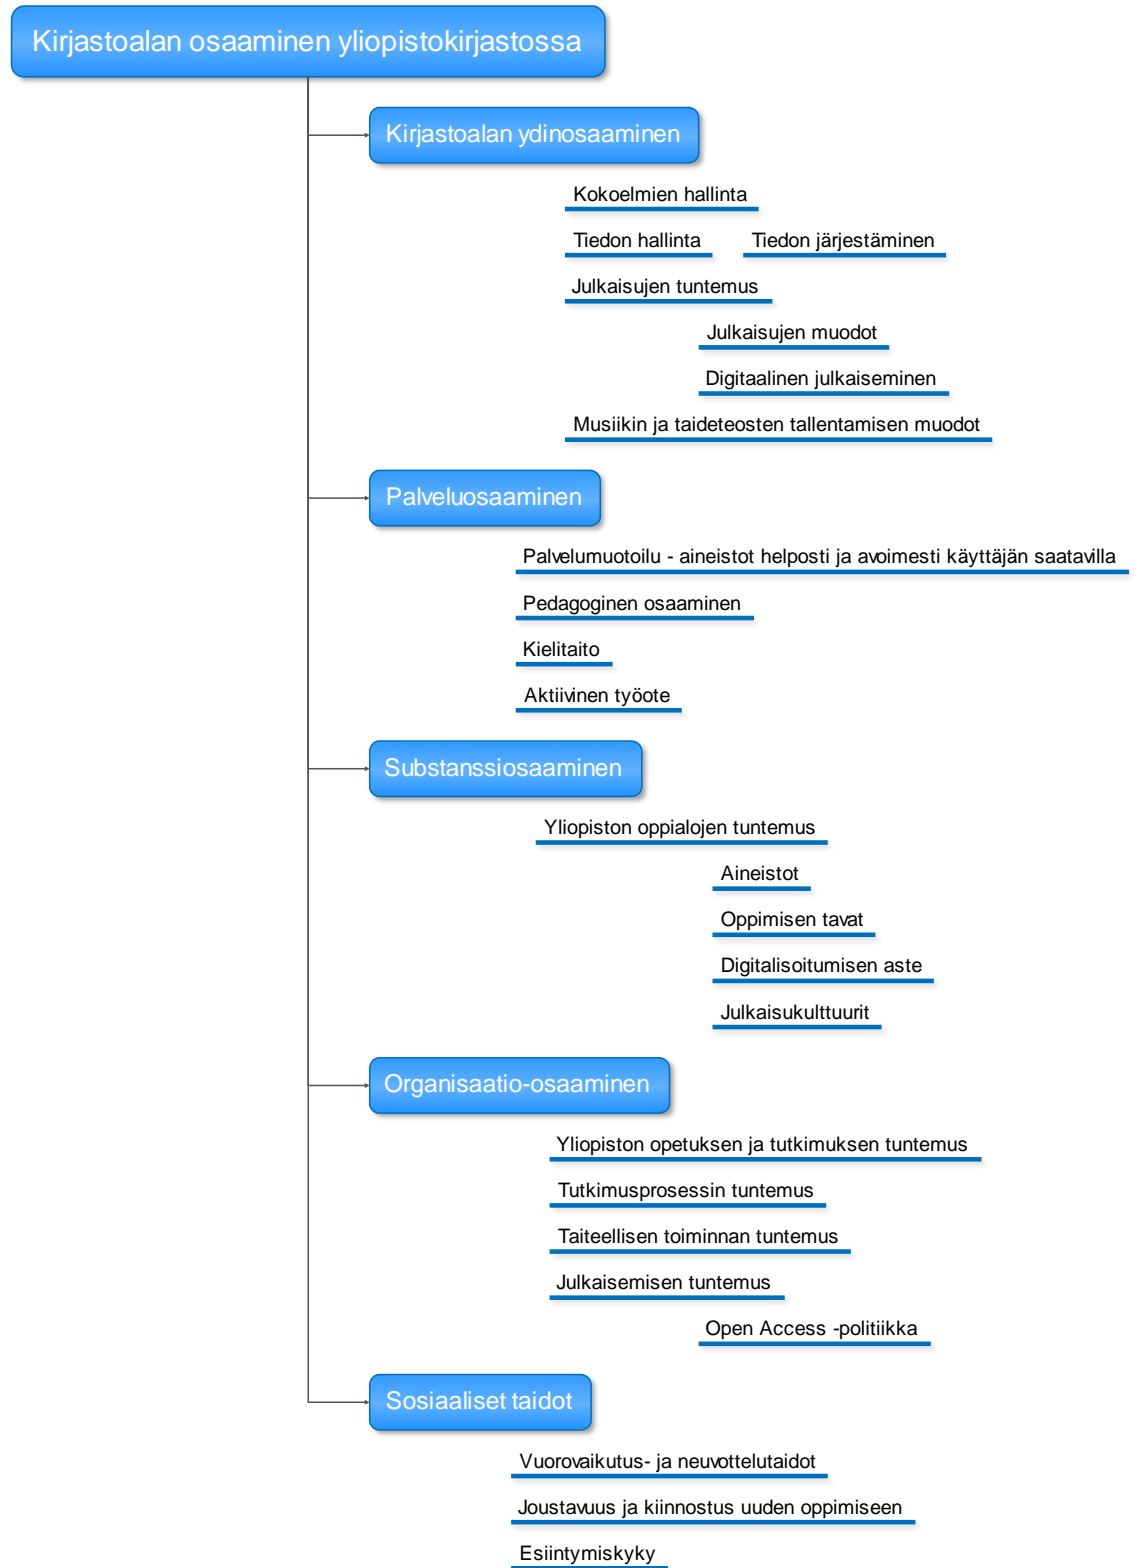 Kirjastoalan osaaminen yliopistokirjastossa
Kirjastoalan ydinosaaminen
Kokoelmien hallinta
Tiedon hallinta Tiedon järjestäminen
Julkaisujen tuntemus
Julkaisujen muodot
Digitaalinen julkaiseminen
Musiikin ja taideteosten tallentamisen muodot
Palveluosaaminen
Palvelumuotoilu - aineistot helposti ja avoimesti käyttäjän saatavilla
Pedagoginen osaaminen
Kielitaito
Aktiivinen työote
Substanssiosaaminen
Yliopiston oppialojen tuntemus
Aineistot
Oppimisen tavat
Digitalisoitumisen aste
Julkaisukulttuurit
Organisaatio-osaaminen
Yliopiston opetuksen ja tutkimuksen tuntemus
Tutkimusprosessin tuntemus
Taiteellisen toiminnan tuntemus
Julkaisemisen tuntemus
Open Access -politiikka
Sosiaaliset taidot
Vuorovaikutus- ja neuvottelutaidot
Joustavuus ja kiinnostus uuden oppimiseen
Esiintymiskyky